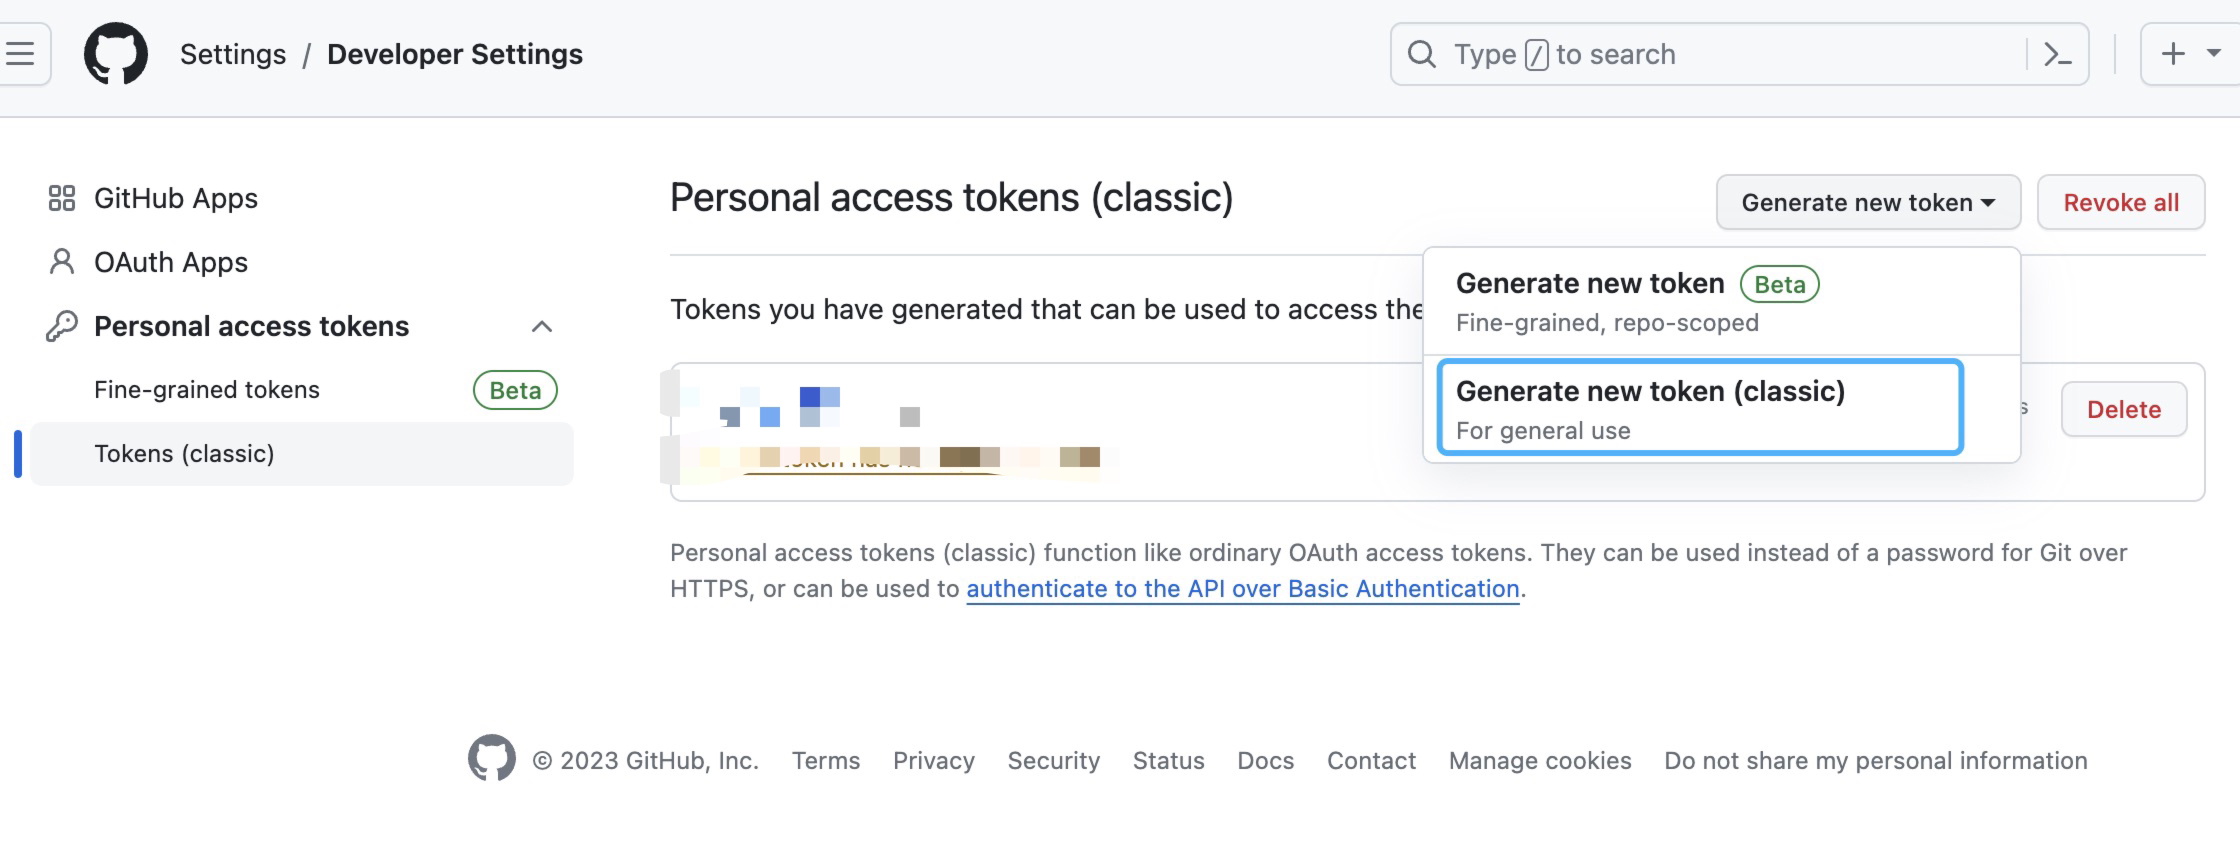 Settings / Developer Settings
Type / to search
GitHub Apps
OAuth Apps
Personal access tokens
Fine-grained tokens Beta
Tokens (classic)
Personal access tokens (classic)
Generate new token
Revoke all
Generate new token Beta
Fine-grained, repo-scoped
Generate new token (classic)
For general use
Tokens you have generated that can be used to access the
Delete
Personal access tokens (classic) function like ordinary OAuth access tokens. They can be used instead of a password for Git over
HTTPS, or can be used to authenticate to the API over Basic Authentication.
© 2023 GitHub, Inc. Terms Privacy Security Status Docs Contact Manage cookies Do not share my personal information